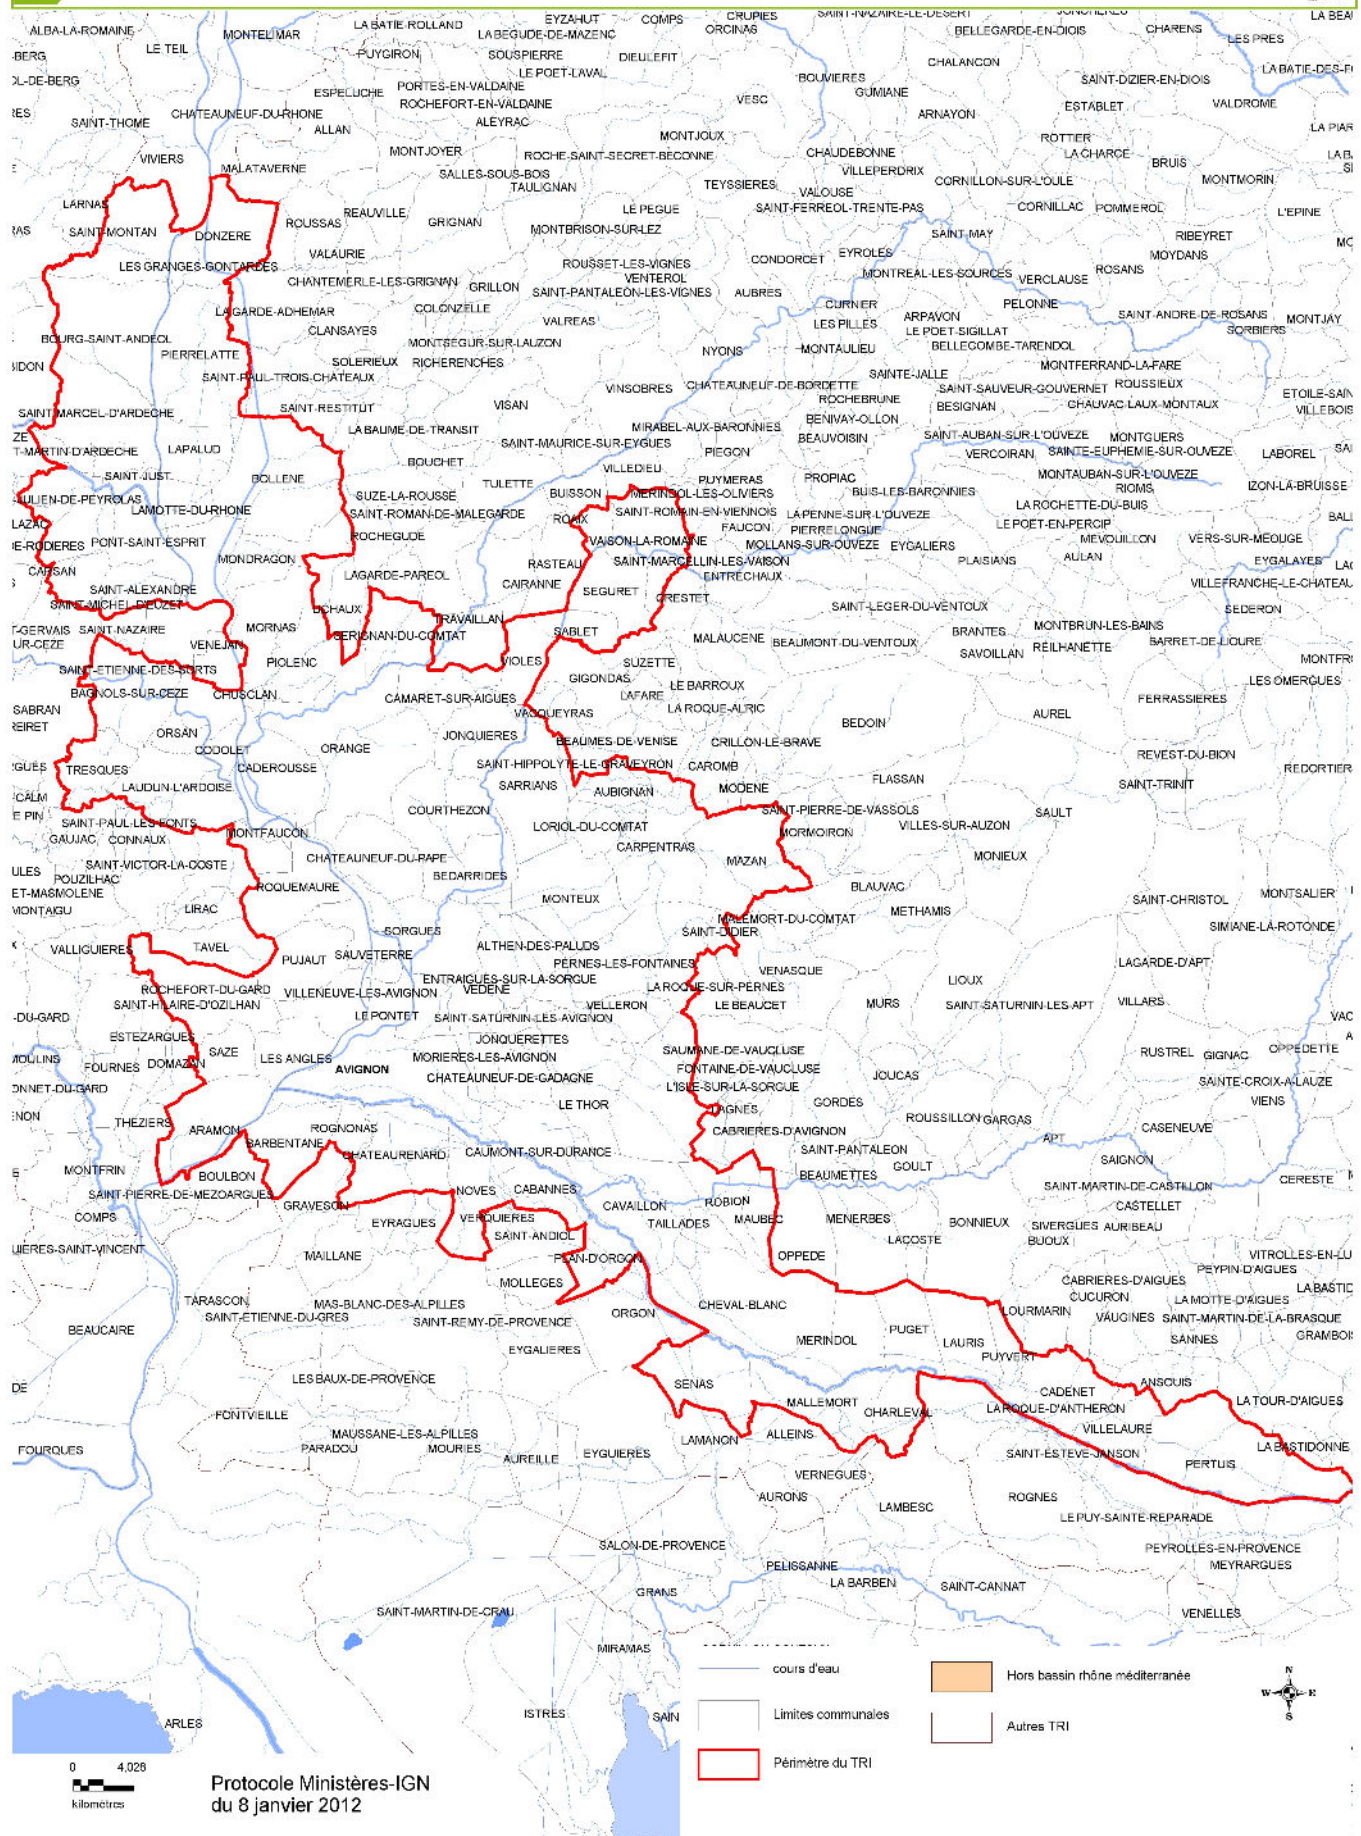 CRUPIES
SAINT-NAZAIRE-LE-DESERT
LA BATIE-ROLLAND
EYZAHUT
COMPS
ORCINAS
BELLEGARDE-EN-DIOIS
CHARENS
LES PRES
ALBA-LA-ROMAINE
MONTELIMAR
LA BEGUDE-DE-MAZENC
LE TEIL
PUYGIRON
SOUSPIERRE
DIEULEFIT
CHALANCON
LE POET-LAVAL
BOUVIERES
SAINT-DIZIER-EN-DIOIS
ESPELUCHE
PORTES-EN-VALDAINE
GUMIANE
ROCHEFORT-EN-VALDAINE
VESC
ESTABLET
VALDROME
SAINT-THOME
CHATEAUNEUF-DU-RHONE
ALLAN
ALEYRAC
ARNAYON
MONTJOUX
ROTTIER
VIVIERS
MONTJOYER
ROCHE-SAINT-SECRET-BECONNE
CHAUDEBONNE
LA CHARCE
BRUIS
MALATAVERNE
SALLES-SOUS-BOIS
VILLEPERDRIX
TAULIGNAN
TEYSSIERES
VALOUSE
CORNILLON-SUR-L'OULE
MONTMORIN
LARNAS
REAUVILLE
LE PEGUE
SAINT-FERREOL-TRENTE-PAS
CORNILLAC
POMMEROL
L'EPINE
ROUSSAS
GRIGNAN
SAINT-MONTAN
DONZERE
MONTBRISON-SUR-LEZ
SAINT MAY
RIBEYRET
VALAURIE
EYROLES
MOYDANS
LES GRANGES-GONTARDES
ROUSSET-LES-VIGNES
CONDORCET
ROSANS
CHANTEMERLE-LES-GRIGNAN
GRILLON
VENTEROL
MONTREAL-LES-SOURCES
VERCLAUSE
SAINT-PANTALEON-LES-VIGNES
AUBRES
LA GARDE-ADHEMAR
COLONZELLE
CURNIER
PELONNE
CLANSAYES
VALREAS
LES PILLES
ARPAVON
SAINT-ANDRE-DE-ROSANS
MONTJAY
BOURG-SAINT-ANDEOL
MONTSEGUR-SUR-LAUZON
LE POET-SIGILLAT
SORBIERS
PIERRELATTE
SOLERIEUX
RICHERENCHES
NYONS
MONTAULIEU
BELLECOMBE-TARENDOL
SAINT-PAUL-TROIS-CHATEAUX
SAINTE-JALLE
MONTFERRAND-LA-FARE
VINSOBRES
CHATEAUNEUF-DE-BORDETTE
SAINT-SAUVEUR-GOUVERNET
ROUSSIEUX
SAINT-MARCEL-D'ARDECHE
SAINT-RESTITUT
VISAN
ROCHEBRUNE
BESIGNAN
CHAUVAC-LAUX-MONTAUX
LA BAUME-DE-TRANSIT
MIRABEL-AUX-BARONNIES
BENIVAY-OLLON
LAPALUD
SAINT-MAURICE-SUR-EYGUES
PIEGON
BEAUVOISIN
SAINT-AUBAN-SUR-L'OUVEZE
MONTGUERS
VERCOIRAN
SAINTE-EUPHEMIE-SUR-OUVEZE
LABOREL
SAINT-JUST
BOLLENE
BOUCHET
VILLEDIEU
PUYMERAS
PROPIAC
MONTAUBAN-SUR-L'OUVEZE
TULETTE
RIOMS
IZON-LA-BRUISSE
LAMOTTE-DU-RHONE
SUZE-LA-ROUSSE
BUISSON
MERINDOL-LES-OLIVIERS
BUIS-LES-BARONNIES
SAINT-ROMAN-DE-MALEGARDE
ROAIX
SAINT-ROMAIN-EN-VIENNOIS
LA PENNE-SUR-L'OUVEZE
LA ROCHETTE-DU-BUIS
FAUCON
PIERRELONGUE
LE POET-EN-PERCIP
PONT-SAINT-ESPRIT
ROCHEGUDE
VAISON-LA-ROMAINE
MOLLANS-SUR-OUVEZE
EYGALIERS
MEVOUILLON
VERS-SUR-MEOUGE
MONDRAGON
RASTEAU
SAINT-MARCELLIN-LES-VAISON
PLAISIANS
AULAN
EYGALAYES
CARSAN
LAGARDE-PAREOL
CAIRANNE
ENTRECHAUX
VILLEFRANCHE-LE-CHATEAU
SAINT-ALEXANDRE
SEGURET
CRESTET
SAINT-MICHEL-D'EUZET
UCHAUX
TRAVAILLAN
SAINT-LEGER-DU-VENTOUX
SEDERON
SAINT-NAZAIRE
MORNAS
SERIGNAN-DU-COMTAT
SABLET
MALAUCENE
BEAUMONT-DU-VENTOUX
BRANTES
MONTBRUN-LES-BAINS
VENEJAN
REILHANETTE
BARRET-DE-LIOURE
SAVOILLAN
SAINT-ETIENNE-DES-SORTS
PIOLENC
VIOLES
SUZETTE
GIGONDAS
LE BARROUX
LES OMERGUES
BAGNOLS-SUR-CEZE
CHUSCLAN
CAMARET-SUR-AIGUES
LAFARE
FERRASSIERES
SABRAN
LA ROQUE-ALRIC
VACQUEYRAS
BEDOIN
AUREL
ORSAN
JONQUIERES
BEAUMES-DE-VENISE
CRILLON-LE-BRAVE
CODOLET
ORANGE
REVEST-DU-BION
CADEROUSSE
SAINT-HIPPOLYTE-LE-GRAVEYRON
CAROMB
TRESQUES
SARRIANS
MODENE
FLASSAN
SAINT-TRINIT
LAUDUN-L'ARDOISE
AUBIGNAN
COURTHEZON
SAINT-PIERRE-DE-VASSOLS
SAULT
SAINT-PAUL-LES-FONTS
LORIOL-DU-COMTAT
VILLES-SUR-AUZON
GAUJAC
CONNAUX
MONTFAUCON
MORMOIRON
CARPENTRAS
MONIEUX
SAINT-VICTOR-LA-COSTE
CHATEAUNEUF-DU-PAPE
MAZAN
POUZILHAC
BEDARRIDES
ROQUEMAURE
BLAUVAC
MONTSALIER
MONTEUX
SAINT-CHRISTOL
LIRAC
METHAMIS
MALEMORT-DU-COMTAT
SIMIANE-LA-ROTONDE
SORGUES
SAINT-DIDIER
VALLIGUIERES
TAVEL
ALTHEN-DES-PALUDS
SAUVETERRE
PUJAUT
PERNES-LES-FONTAINES
LAGARDE-D'APT
VENASQUE
ENTRAIGUES-SUR-LA-SORGUE
LIOUX
ROCHEFORT-DU-GARD
VILLENEUVE-LES-AVIGNON
VEDENE
LA ROQUE-SUR-PERNES
SAINT-HILAIRE-D'OZILHAN
VELLERON
LE BEAUCET
MURS
SAINT-SATURNIN-LES-APT
VILLARS
LE PONTET
SAINT-SATURNIN-LES-AVIGNON
ESTEZARGUES
JONQUERETTES
SAZE
LES ANGLES
MORIERES-LES-AVIGNON
SAUMANE-DE-VAUCLUSE
RUSTREL
GIGNAC
OPPEDETTE
FOURNES
DOMAZAN
AVIGNON
FONTAINE-DE-VAUCLUSE
CHATEAUNEUF-DE-GADAGNE
JOUCAS
L'ISLE-SUR-LA-SORGUE
SAINTE-CROIX-A-LAUZE
LE THOR
LAGNES
GORDES
VIENS
THEZIERS
ROUSSILLON
GARGAS
ARAMON
ROGNONAS
CABRIERES-D'AVIGNON
CASENEUVE
BARBENTANE
APT
CHATEAURENARD
CAUMONT-SUR-DURANCE
SAINT-PANTALEON
SAIGNON
MONTFRIN
BOULBON
GOULT
BEAUMETTES
CERESTE
SAINT-PIERRE-DE-MEZOARGUES
NOVES
CABANNES
SAINT-MARTIN-DE-CASTILLON
GRAVESON
CAVAILLON
ROBION
CASTELLET
COMPS
EYRAGUES
VERQUIERES
TAILLADES
MAUBEC
MENERBES
BONNIEUX
SIVERGUES
AURIBEAU
SAINT-ANDIOL
LACOSTE
BUOUX
MAILLANE
PLAN-D'ORGON
OPPEDE
PEYPIN-D'AIGUES
MOLLEGES
CABRIERES-D'AIGUES
CUCURON
TARASCON
MAS-BLANC-DES-ALPILLES
CHEVAL-BLANC
LA MOTTE-D'AIGUES
SAINT-ETIENNE-DU-GRES
ORGON
LOURMARIN
VAUGINES
SAINT-MARTIN-DE-LA-BRASQUE
SAINT-REMY-DE-PROVENCE
BEAUCAIRE
PUGET
MERINDOL
LAURIS
SANNES
EYGALIERES
PUYVERT
LES BAUX-DE-PROVENCE
SENAS
ANSOUIS
CADENET
LA TOUR-D'AIGUES
MALLEMORT
CHARLEVAL
LA ROQUE-D'ANTHERON
FONTVIEILLE
VILLELAURE
MAUSSANE-LES-ALPILLES
LAMANON
ALLEINS
FOURQUES
PARADOU
MOURIES
AUREILLE
EYGUIERES
SAINT-ESTEVE-JANSON
LA BASTIDONNE
PERTUIS
VERNEGUES
AURONS
LAMBESC
ROGNES
LE PUY-SAINTE-REPARADE
SALON-DE-PROVENCE
PEYROLLES-EN-PROVENCE
PELISSANNE
MEYRARGUES
LA BARBEN
SAINT-CANNAT
GRANS
SAINT-MARTIN-DE-CRAU
VENELLES
MIRAMAS
ISTRES
SAIN
ARLES
cours d'eau
Hors bassin rhône méditerranée
Limites communales
Autres TRI
Périmètre du TRI
N
W E
S
0 4,026
kilomètres
Protocole Ministères-IGN
du 8 janvier 2012